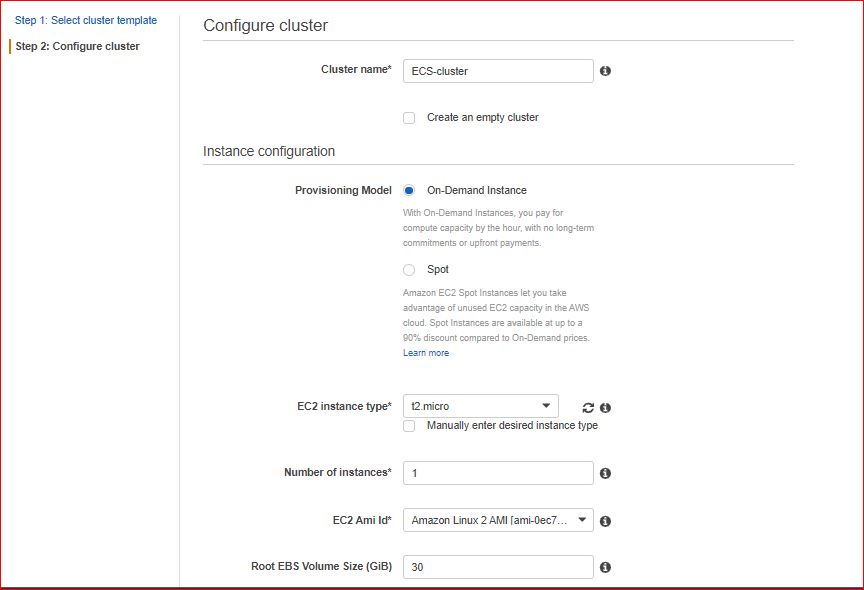 Step 1: Select cluster template
Step 2: Configure cluster
Configure cluster
Cluster name* ECS-cluster
Create an empty cluster
Instance configuration
Provisioning Model On-Demand Instance
With On-Demand Instances, you pay for
compute capacity by the hour, with no long-term
commitments or upfront payments.
Spot
Amazon EC2 Spot Instances let you take
advantage of unused EC2 capacity in the AWS
cloud. Spot Instances are available at up to a
90% discount compared to On-Demand prices.
Learn more
EC2 instance type* t2.micro
Manually enter desired instance type
Number of instances* 1
EC2 Ami Id* Amazon Linux 2 AMI [ami-0ec7...
Root EBS Volume Size (GiB) 30